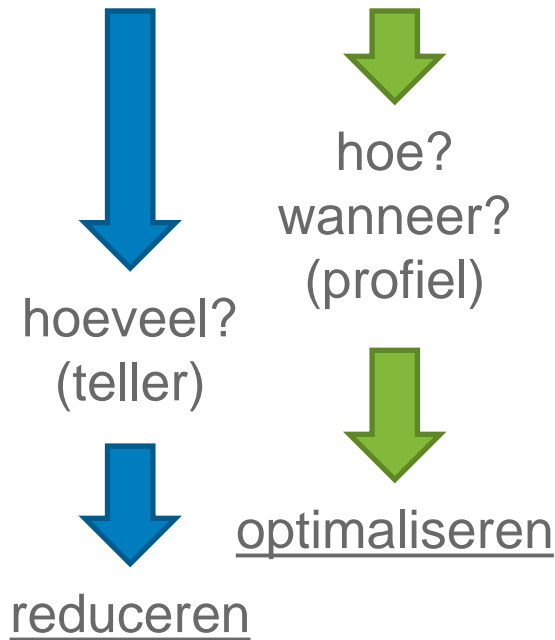 hoeveel?
(teller)
reduceren
hoe?
wanneer?
(profiel)
optimaliseren